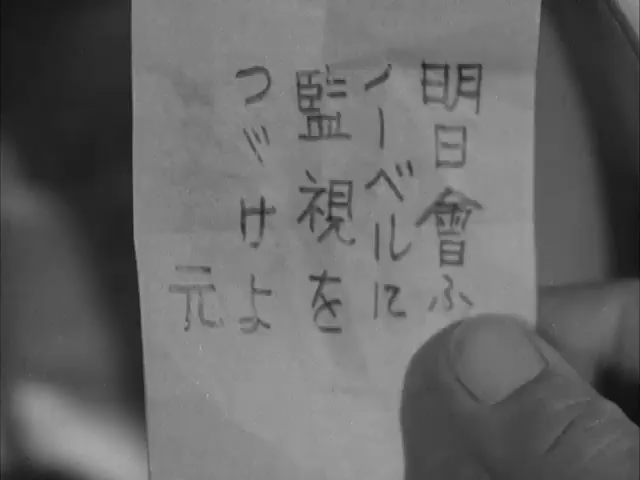 明日會ふ
ノーベルに
監視を
つゞけよ
元